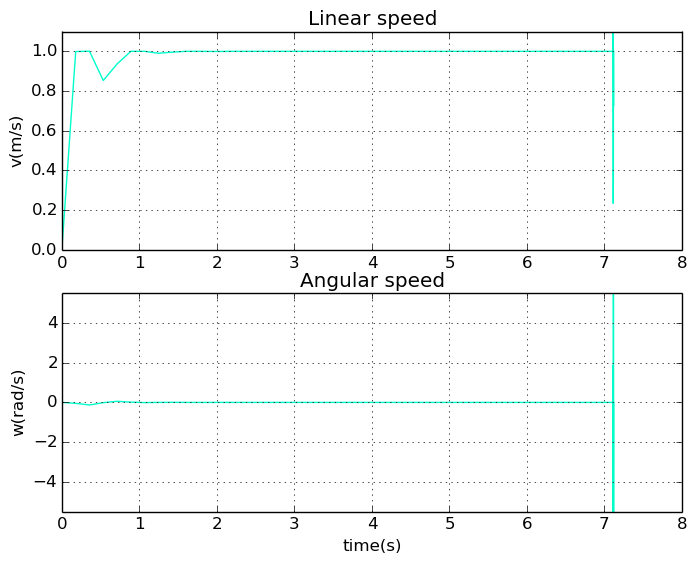 Linear speed
v(m/s)
1.0
0.8
0.6
0.4
0.2
0.0
0 1 2 3 4 5 6 7 8
Angular speed
w(rad/s)
4
2
0
−2
−4
0 1 2 3 4 5 6 7 8
time(s)